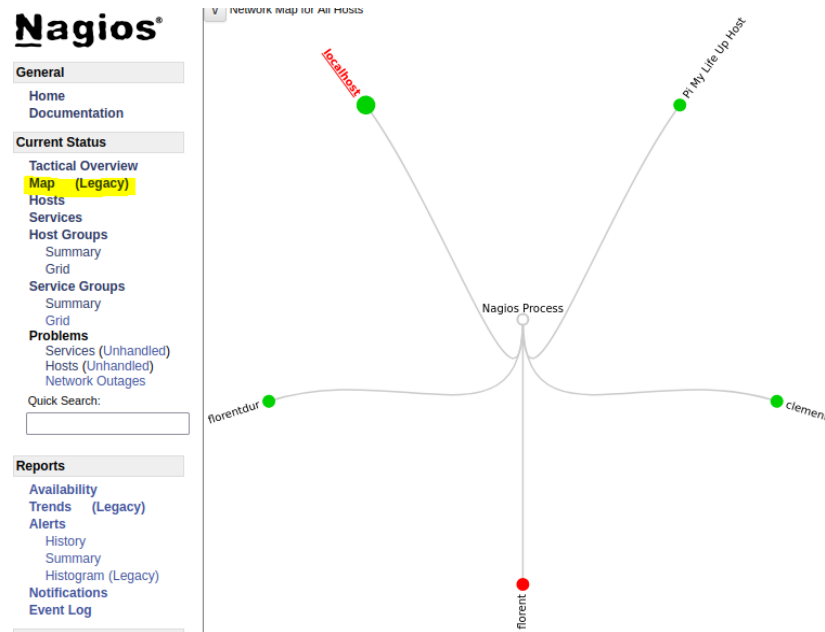 Nagios®
General
Home
Documentation
Current Status
Tactical Overview
Map (Legacy)
Hosts
Services
Host Groups
Summary
Grid
Service Groups
Summary
Grid
Problems
Services (Unhandled)
Hosts (Unhandled)
Network Outages
Quick Search:
Reports
Availability
Trends (Legacy)
Alerts
History
Summary
Histogram (Legacy)
Notifications
Event Log
Network Map for All Hosts
localhost
Pi My Life Up Host
Nagios Process
florentdur
clemen
florent